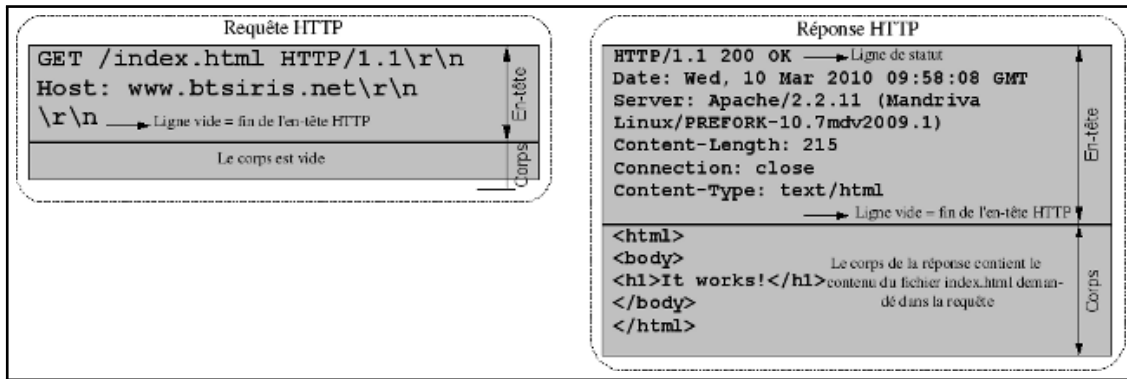 Requête HTTP
GET /index.html HTTP/1.1\r\n
Host: www.btsiris.net\r\n
\r\n
Ligne vide = fin de l'en-tête HTTP
En-tête
Le corps est vide
Corps
Réponse HTTP
HTTP/1.1 200 OK
Ligne de statut
Date: Wed, 10 Mar 2010 09:58:08 GMT
Server: Apache/2.2.11 (Mandriva
Linux/PREFORK-10.7mdv2009.1)
Content-Length: 215
Connection: close
Content-Type: text/html
Ligne vide = fin de l'en-tête HTTP
En-tête
<html>
<body>
<h1>It works!</h1>
</body>
</html>
Le corps de la réponse contient le
contenu du fichier index.html deman-
dé dans la requête
Corps